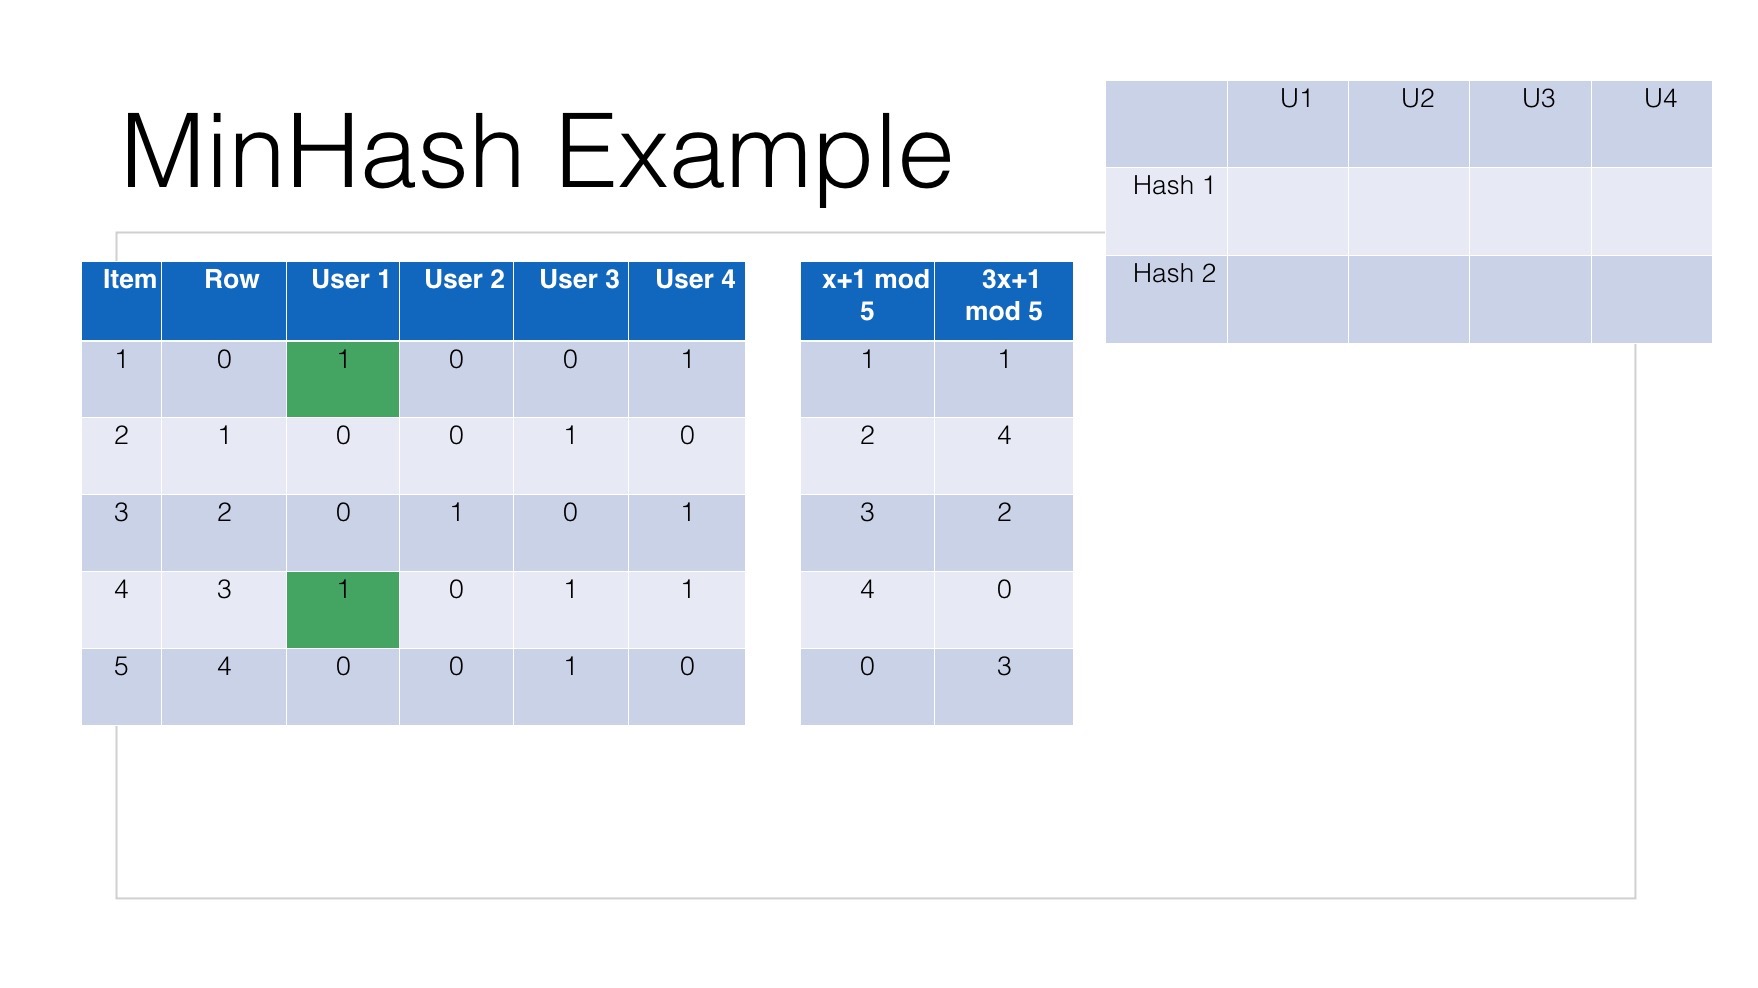 MinHash Example
U1 U2 U3 U4
Hash 1
Hash 2
Item Row User 1 User 2 User 3 User 4
1 0 1 0 0 1
2 1 0 0 1 0
3 2 0 1 0 1
4 3 1 0 1 1
5 4 0 0 1 0
x+1 mod 3x+1
5 mod 5
1 1
2 4
3 2
4 0
0 3